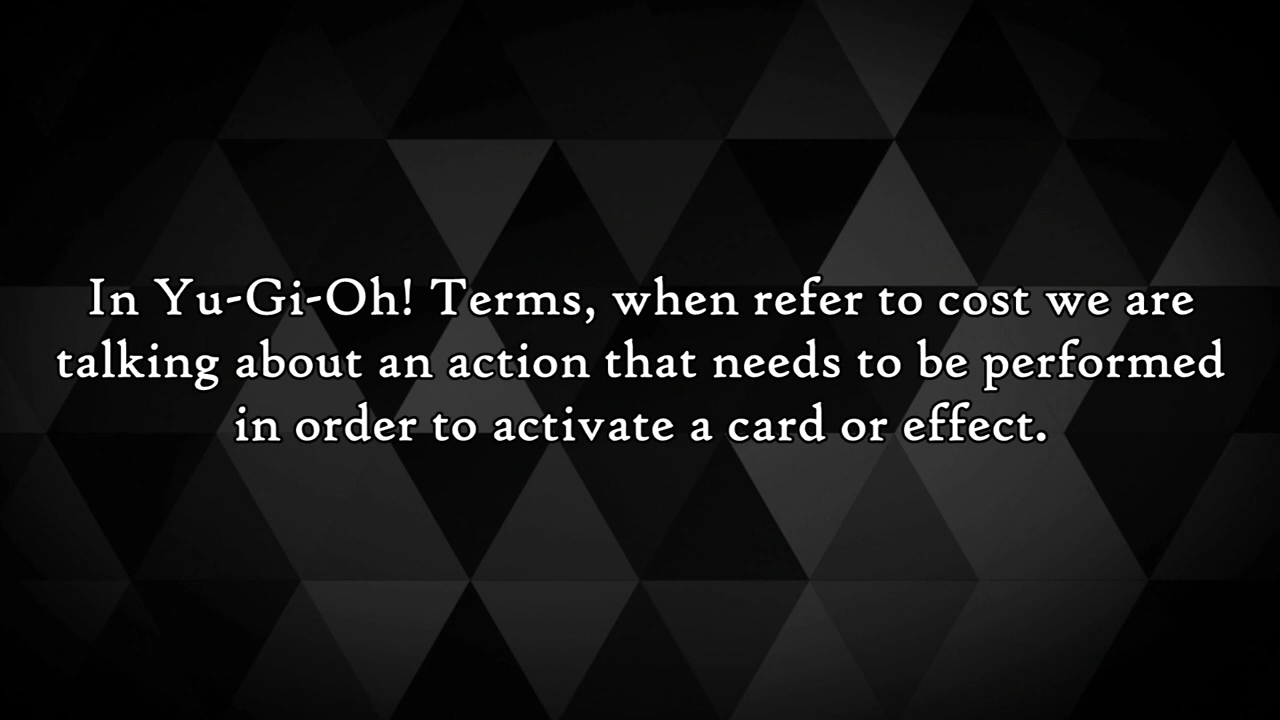 In Yu-Gi-Oh! Terms, when refer to cost we are
talking about an action that needs to be performed
in order to activate a card or effect.